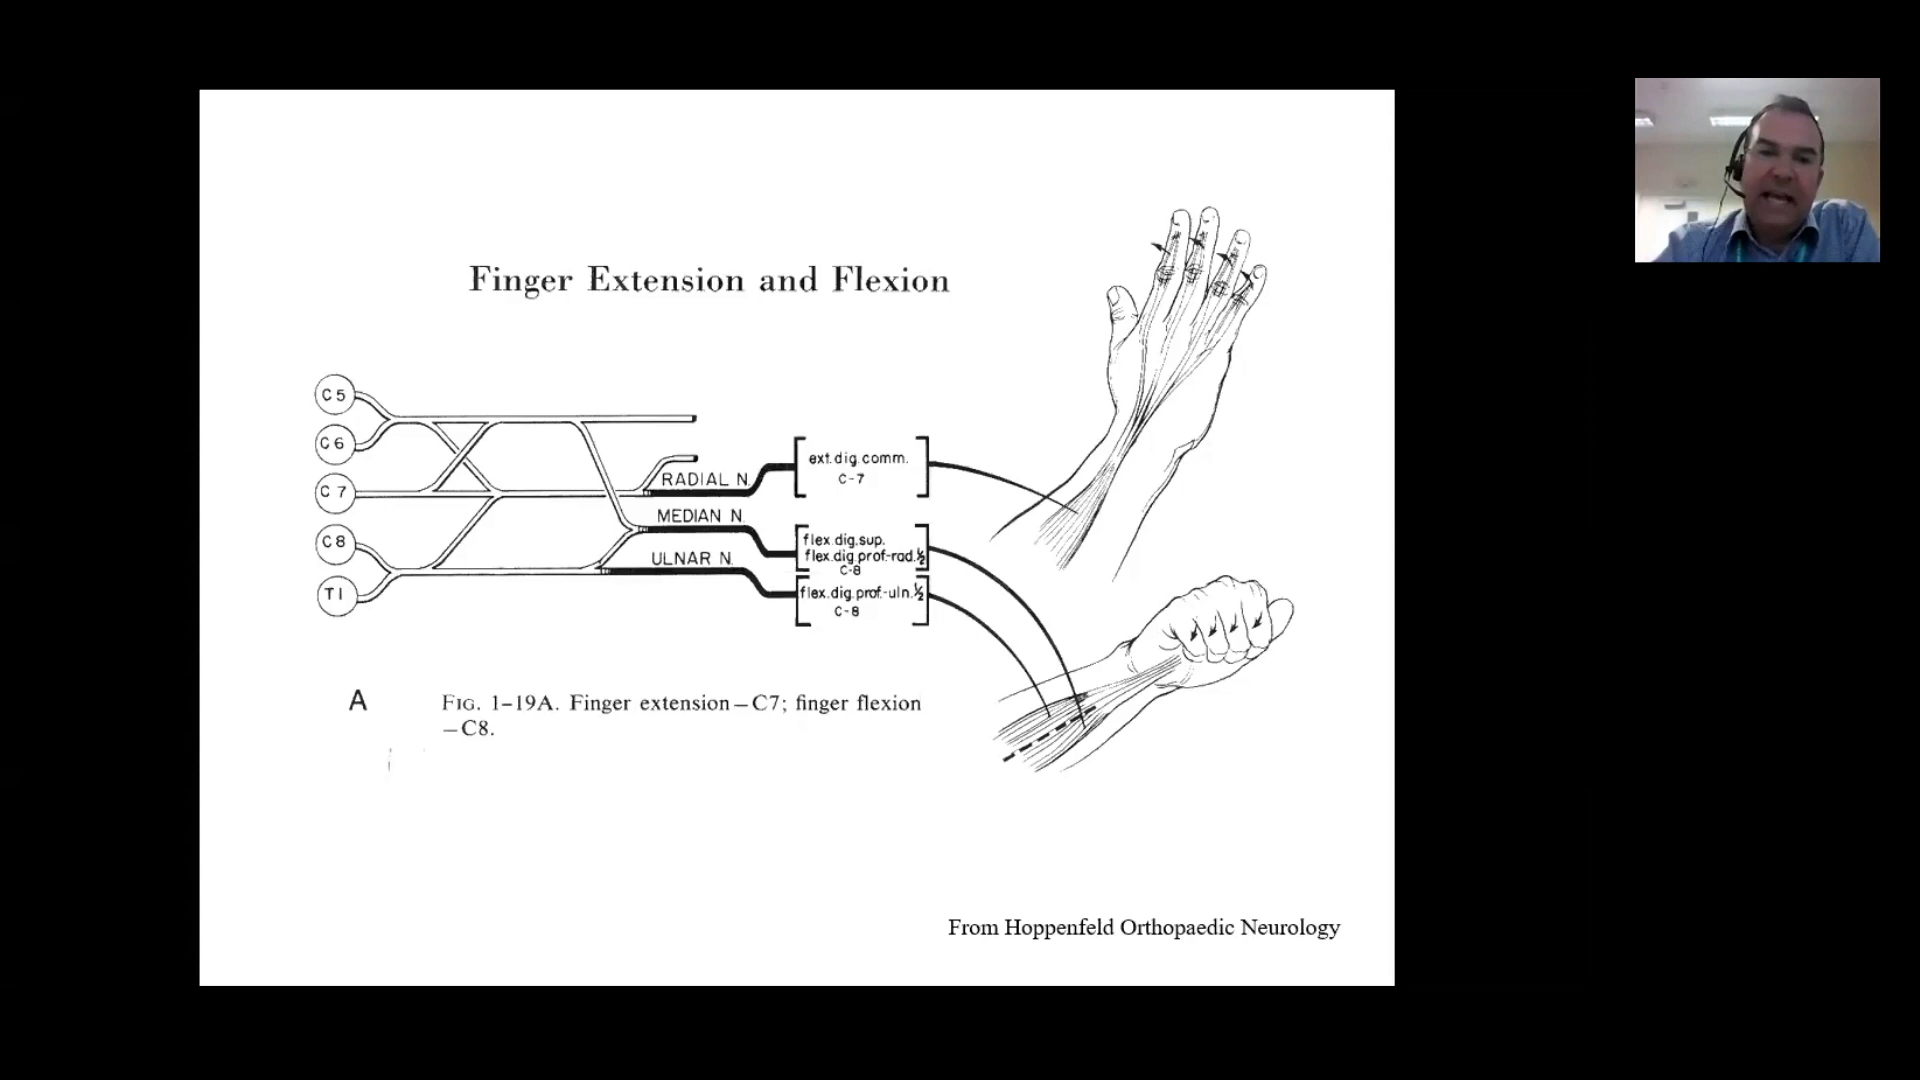 Finger Extension and Flexion
C5
C6
C7
C8
T1
RADIAL N.
MEDIAN N.
ULNAR N.
ext. dig. comm.
C-7
flex. dig. sup.
flex. dig prof.-rad. ½
C-8
flex. dig. prof.-uln. ½
C-8
A
FIG. 1–19A. Finger extension—C7; finger flexion
—C8.
From Hoppenfeld Orthopaedic Neurology